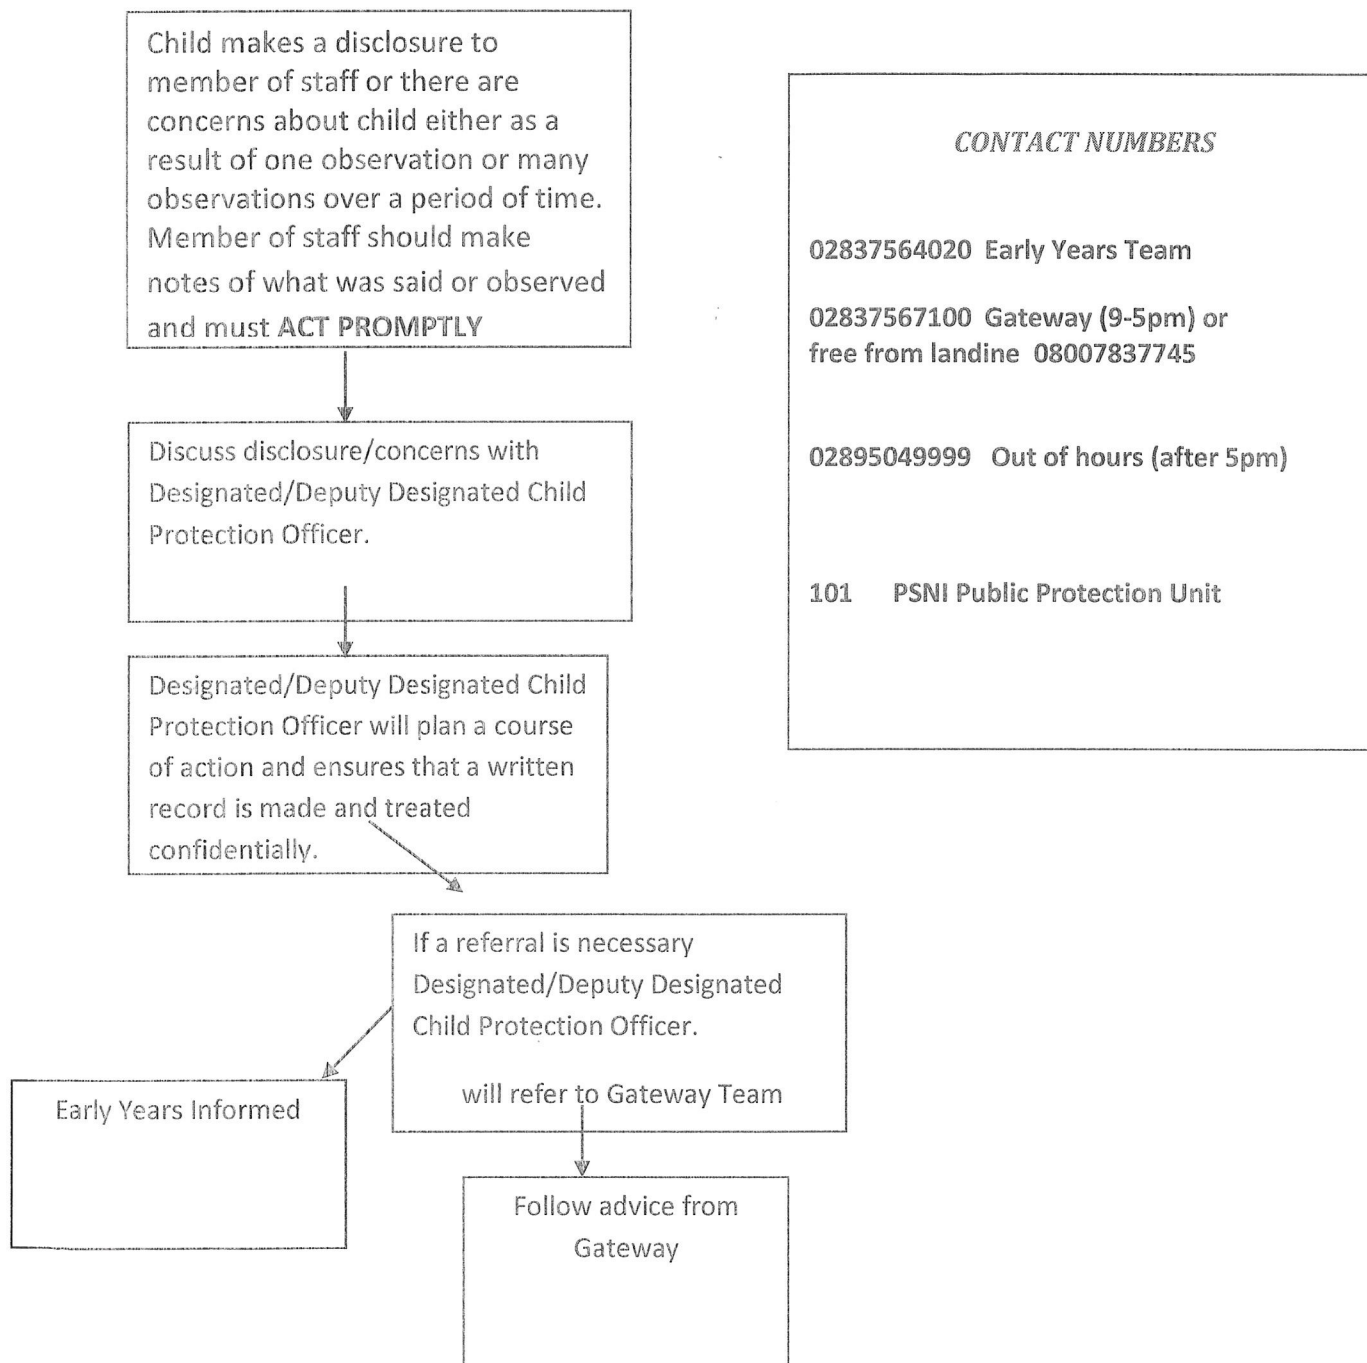 Child makes a disclosure to
member of staff or there are
concerns about child either as a
result of one observation or many
observations over a period of time.
Member of staff should make
notes of what was said or observed
and must ACT PROMPTLY
Discuss disclosure/concerns with
Designated/Deputy Designated Child
Protection Officer.
Designated/Deputy Designated Child
Protection Officer will plan a course
of action and ensures that a written
record is made and treated
confidentially.
If a referral is necessary
Designated/Deputy Designated
Child Protection Officer.
will refer to Gateway Team
Early Years Informed
Follow advice from
Gateway
CONTACT NUMBERS
02837564020 Early Years Team
02837567100 Gateway (9-5pm) or
free from landine 08007837745
02895049999 Out of hours (after 5pm)
101 PSNI Public Protection Unit